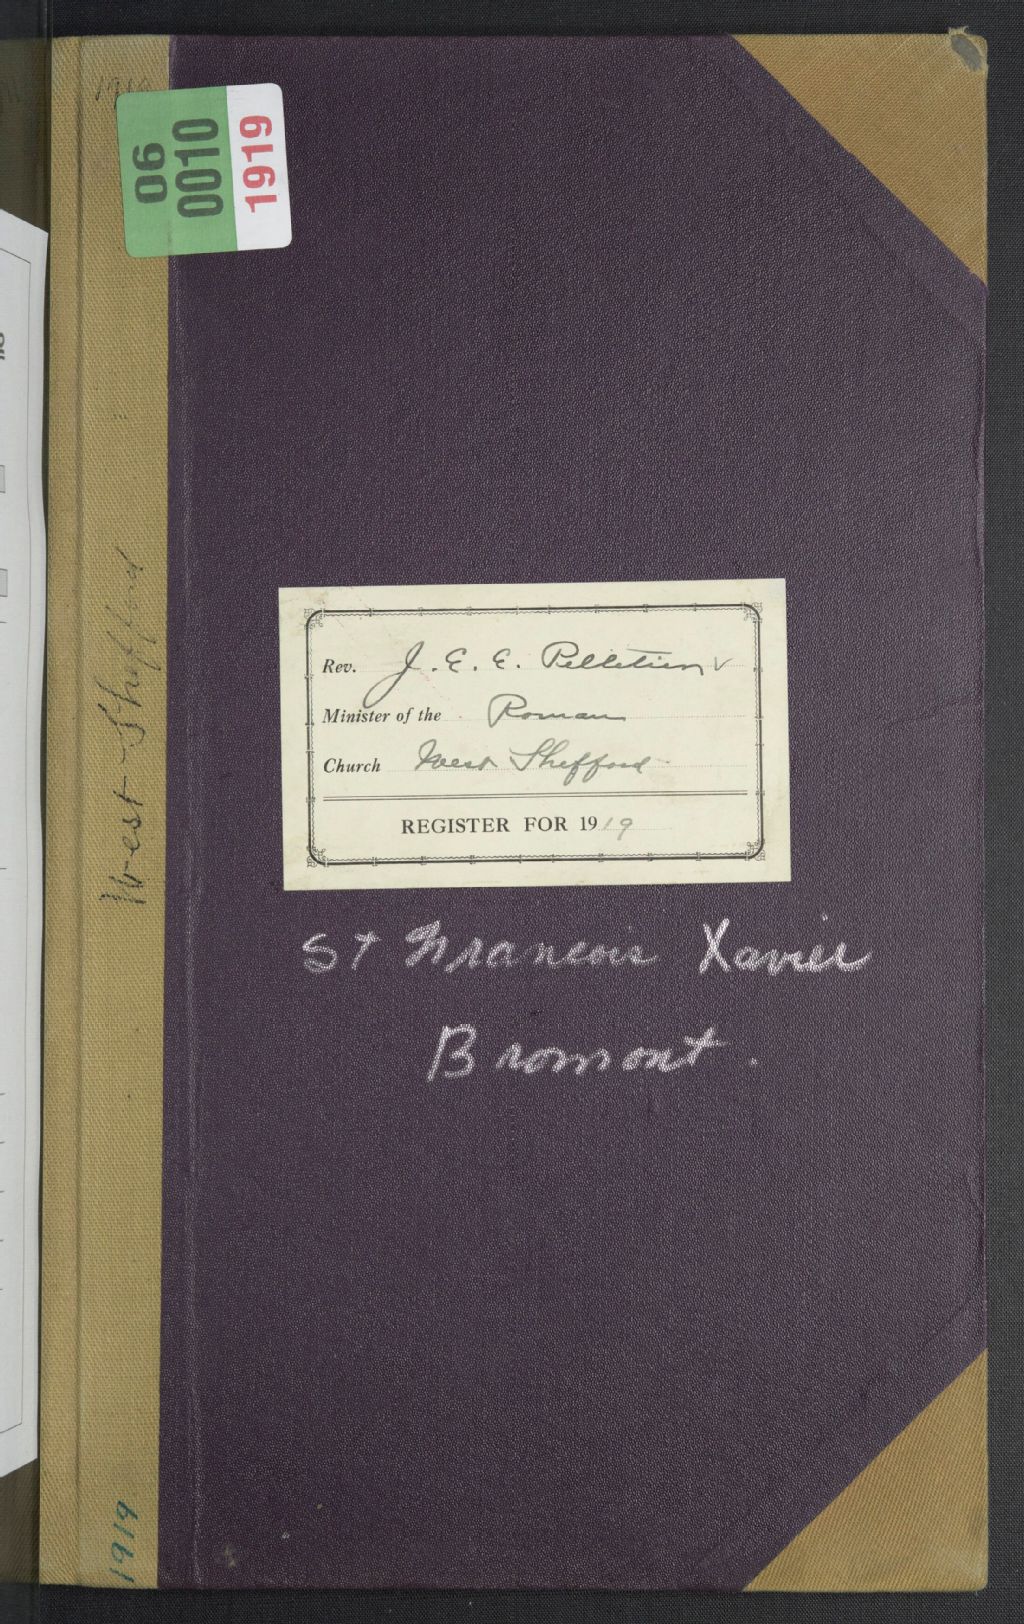 1919
06
0010
1919
West-Shefford
Rev. J. E. E. Pelletier
Minister of the Roman
Church West Shefford
REGISTER FOR 1919
St Francois Xavier
Bromont.
1919